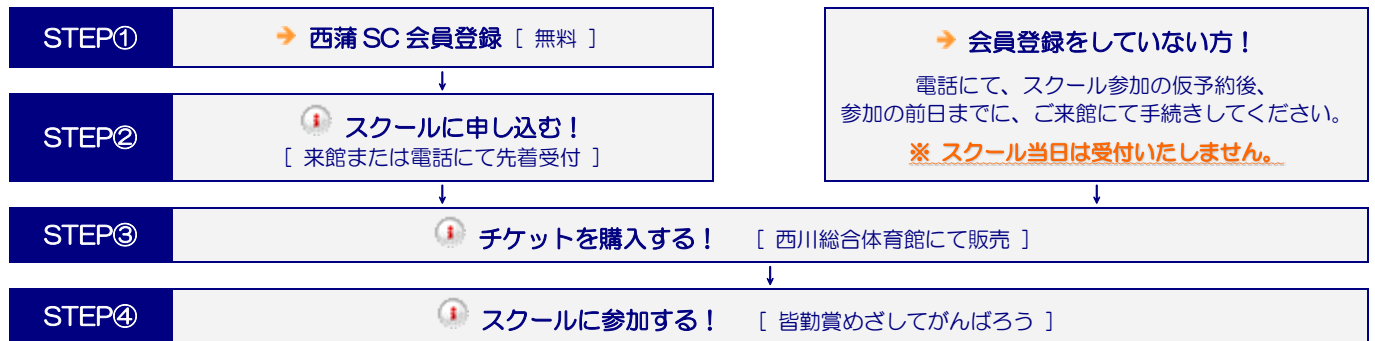 STEP①
西蒲 SC 会員登録 [ 無料 ]
STEP②
スクールに申し込む!
[ 来館または電話にて先着受付 ]
会員登録をしていない方!
電話にて、スクール参加の仮予約後、
参加の前日までに、ご来館にて手続きしてください。
※ スクール当日は受付いたしません。
STEP③
チケットを購入する! [ 西川総合体育館にて販売 ]
STEP④
スクールに参加する! [ 皆勤賞めざしてがんばろう ]